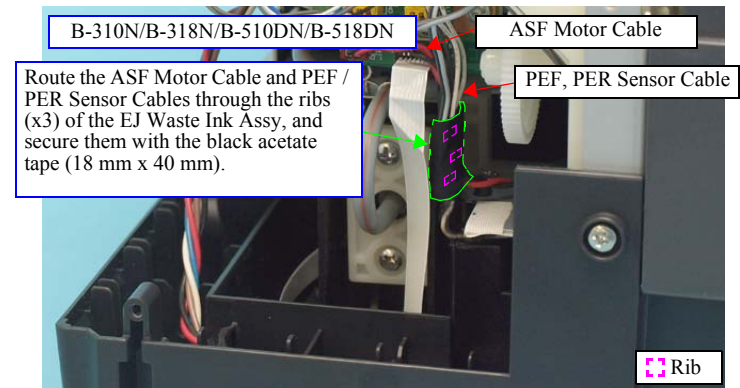 B-310N/B-318N/B-510DN/B-518DN
ASF Motor Cable
PEF, PER Sensor Cable
Route the ASF Motor Cable and PEF /
PER Sensor Cables through the ribs
(x3) of the EJ Waste Ink Assy, and
secure them with the black acetate
tape (18 mm x 40 mm).
Rib